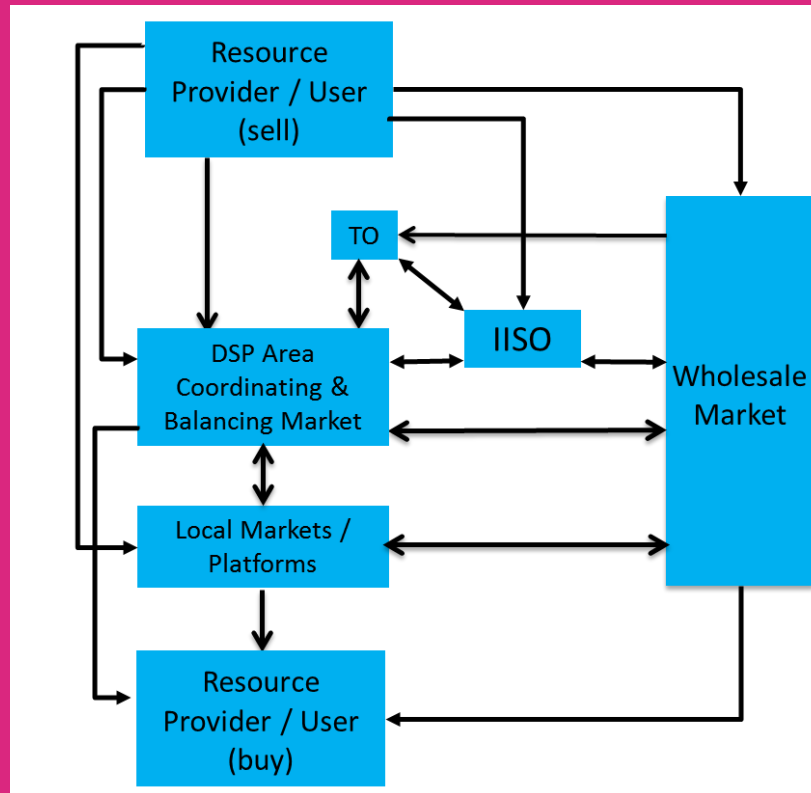 Resource
Provider / User
(sell)
TO
IISO
DSP Area
Coordinating &
Balancing Market
Wholesale
Market
Local Markets /
Platforms
Resource
Provider / User
(buy)